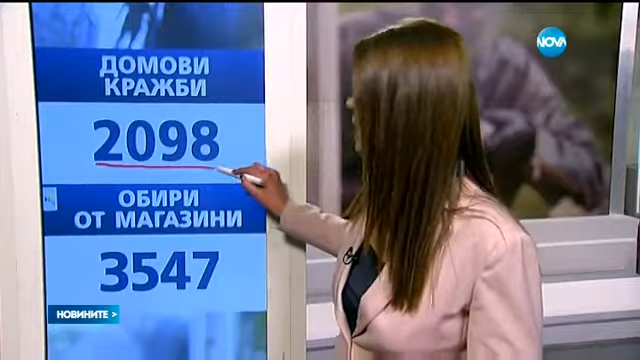 nova
ДОМОВИ
КРАЖБИ
2098
ОБИРИ
ОТ МАГАЗИНИ
3547
НОВИНИТЕ >